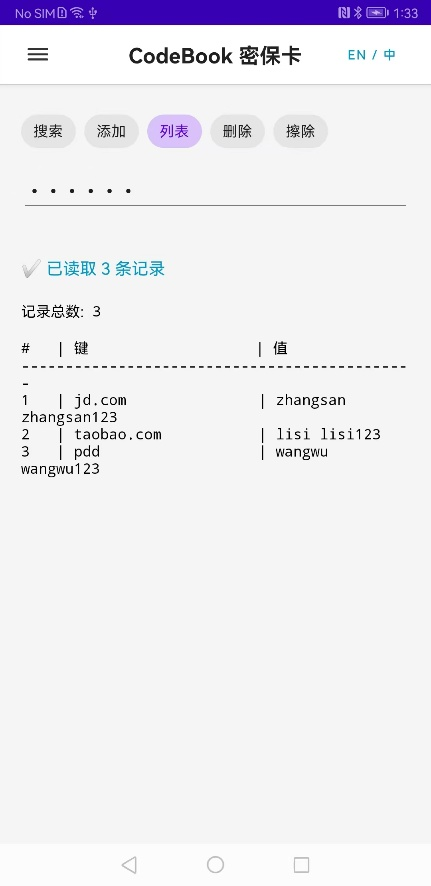 No SIM 1:33
CodeBook 密保卡 EN / 中
搜索 添加 列表 删除 擦除
••••••
已读取 3 条记录
记录总数: 3
# | 键 | 值
-------------------------------------------
-
1 | jd.com | zhangsan
zhangsan123
2 | taobao.com | lisi lisi123
3 | pdd | wangwu
wangwu123